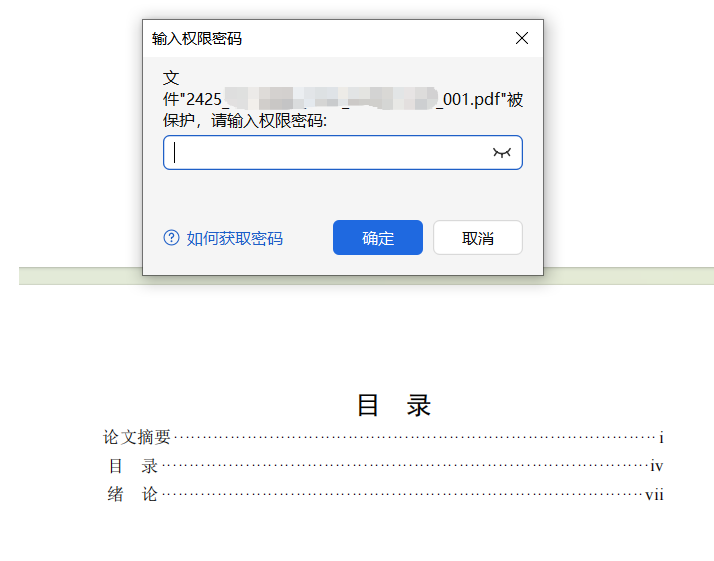 输入权限密码
文
件"2425_
_001.pdf"被
保护，请输入权限密码:
如何获取密码
确定
取消
目 录
论文摘要 i
目 录 iv
绪 论 vii